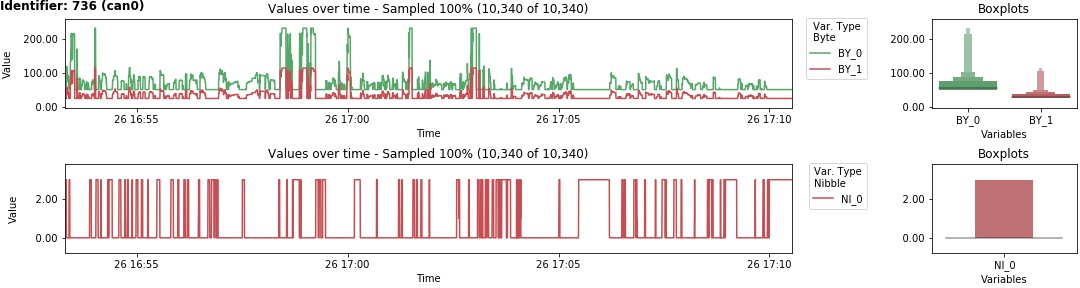 Identifier: 736 (can0)
Values over time - Sampled 100% (10,340 of 10,340)
Value
200.00
100.00
0.00
26 16:55
26 17:00
26 17:05
26 17:10
Time
Var. Type
Byte
BY_0
BY_1
Boxplots
200.00
100.00
0.00
BY_0
BY_1
Variables
Values over time - Sampled 100% (10,340 of 10,340)
Value
2.00
0.00
26 16:55
26 17:00
26 17:05
26 17:10
Time
Var. Type
Nibble
NI_0
Boxplots
2.00
0.00
NI_0
Variables